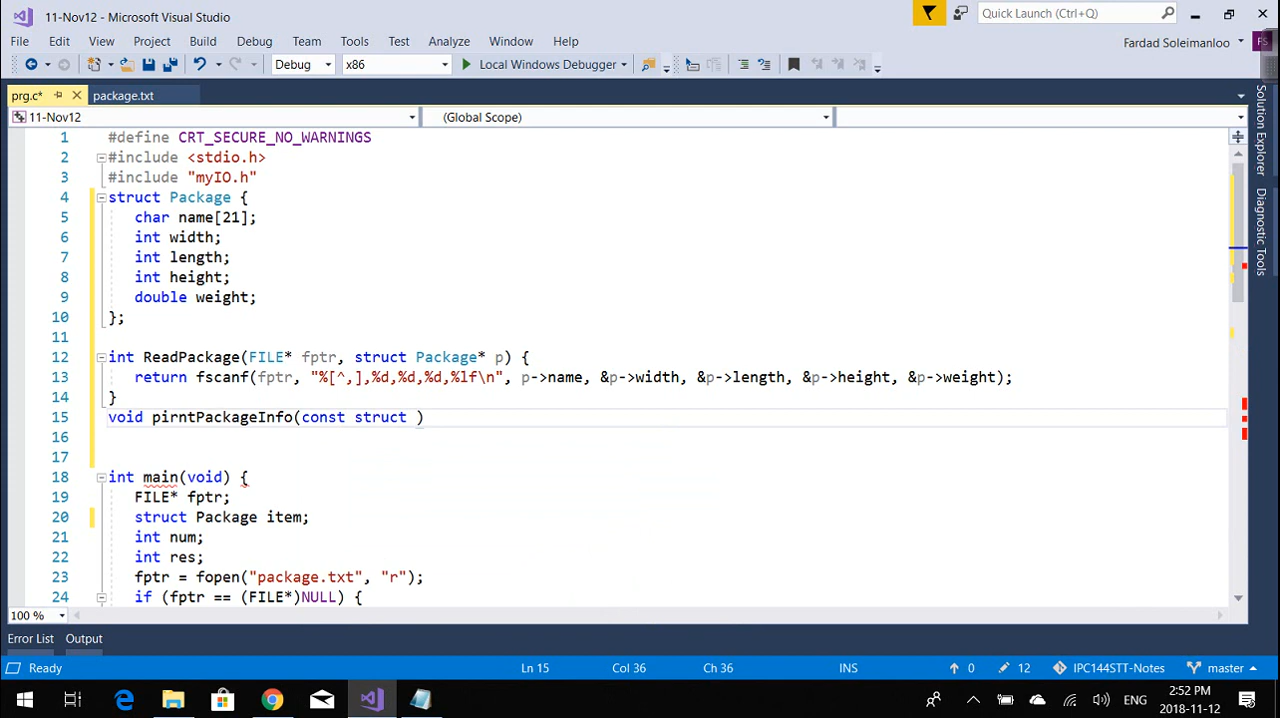 11-Nov12 - Microsoft Visual Studio
Quick Launch (Ctrl+Q)
File Edit View Project Build Debug Team Tools Test Analyze Window Help
Fardad Soleimanloo FS
Debug x86 Local Windows Debugger
prg.c* package.txt
11-Nov12 (Global Scope)
1 #define CRT_SECURE_NO_WARNINGS
2 #include <stdio.h>
3 #include "myIO.h"
4 struct Package {
5 char name[21];
6 int width;
7 int length;
8 int height;
9 double weight;
10 };
11
12 int ReadPackage(FILE* fptr, struct Package* p) {
13 return fscanf(fptr, "%[^,],%d,%d,%d,%lf\n", p->name, &p->width, &p->length, &p->height, &p->weight);
14 }
15 void pirntPackageInfo(const struct )
16
17
18 int main(void) {
19 FILE* fptr;
20 struct Package item;
21 int num;
22 int res;
23 fptr = fopen("package.txt", "r");
24 if (fptr == (FILE*)NULL) {
100 %
Solution Explorer
Diagnostic Tools
Error List Output
Ready Ln 15 Col 36 Ch 36 INS 0 12 IPC144STT-Notes master
ENG 2:52 PM
2018-11-12